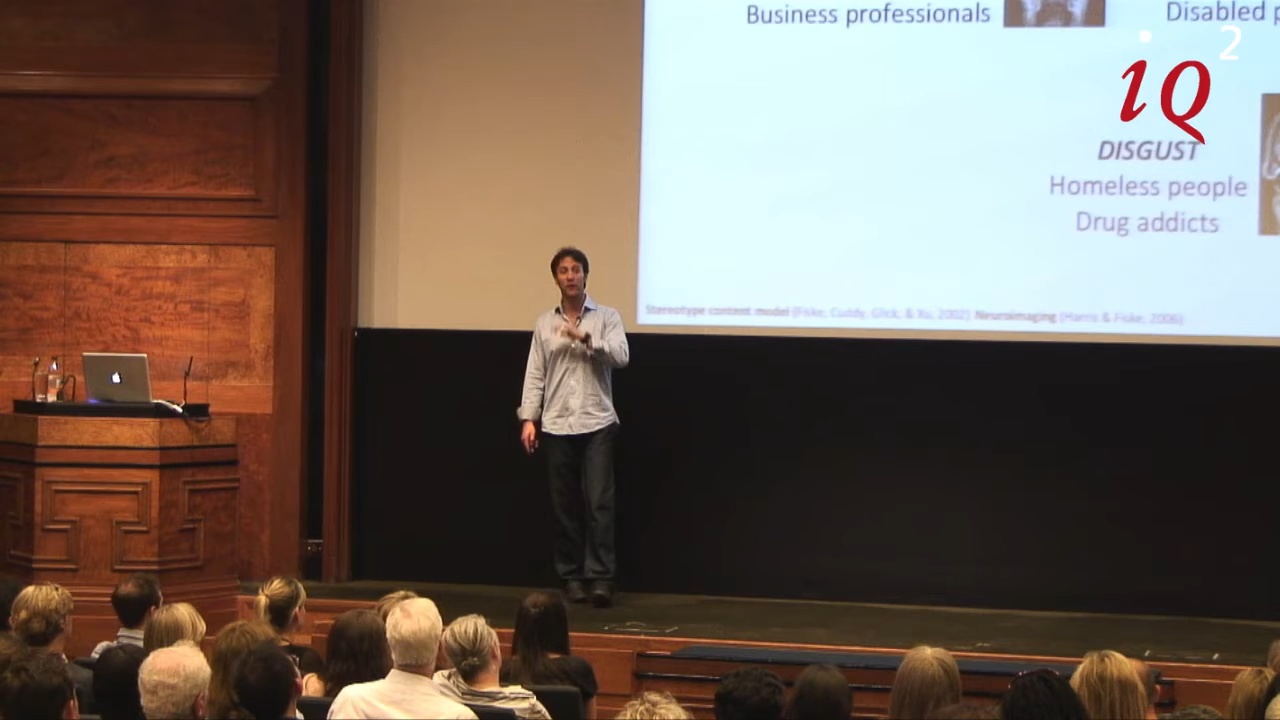 Business professionals
Disabled p
iQ2
DISGUST
Homeless people
Drug addicts
Stereotype content model (Fiske, Cuddy, Glick, & Xu, 2002) Neuroimaging (Harris & Fiske, 2006)